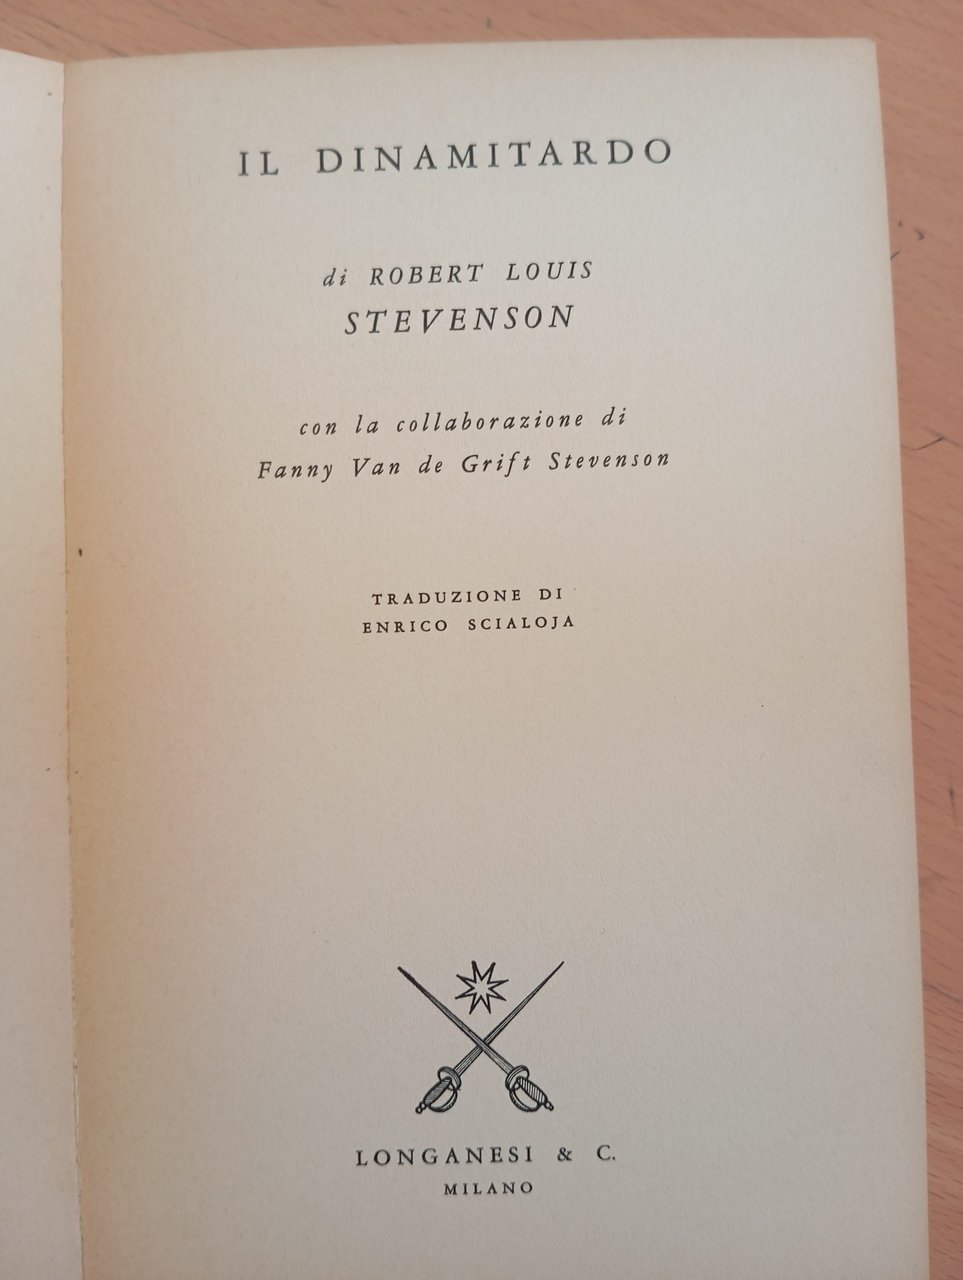 IL DINAMITARDO
di ROBERT LOUIS
STEVENSON
con la collaborazione di
Fanny Van de Grift Stevenson
TRADUZIONE DI
ENRICO SCIALOJA
LONGANESI & C.
MILANO